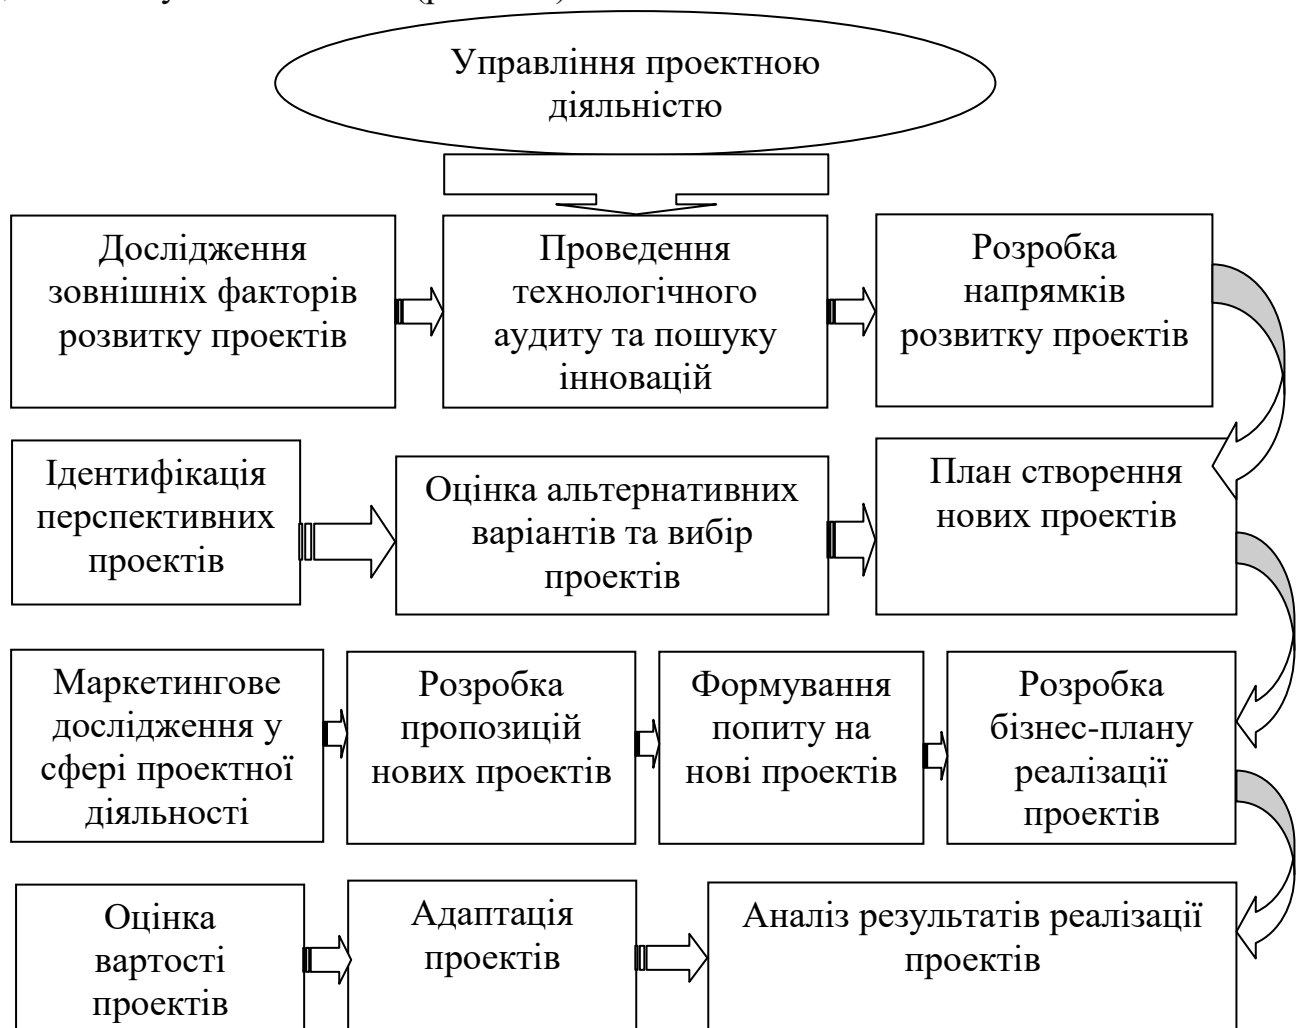 Управління проектною
діяльністю
Дослідження
зовнішніх факторів
розвитку проектів
Проведення
технологічного
аудиту та пошуку
інновацій
Розробка
напрямків
розвитку проектів
Ідентифікація
перспективних
проектів
Оцінка альтернативних
варіантів та вибір
проектів
План створення
нових проектів
Маркетингове
дослідження у
сфері проектної
діяльності
Розробка
пропозицій
нових проектів
Формування
попиту на
нові проектів
Розробка
бізнес-плану
реалізації
проектів
Оцінка
вартості
проектів
Адаптація
проектів
Аналіз результатів реалізації
проектів